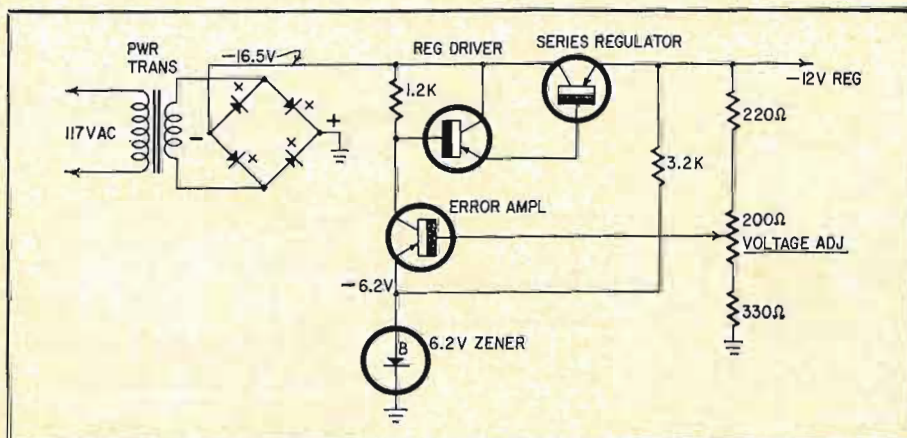 PWR
TRANS
-16.5V
REG DRIVER
SERIES REGULATOR
-12V REG
1.2K
220Ω
117VAC
-
+
3.2K
ERROR AMPL
200Ω
VOLTAGE ADJ
-6.2V
330Ω
B
6.2V ZENER